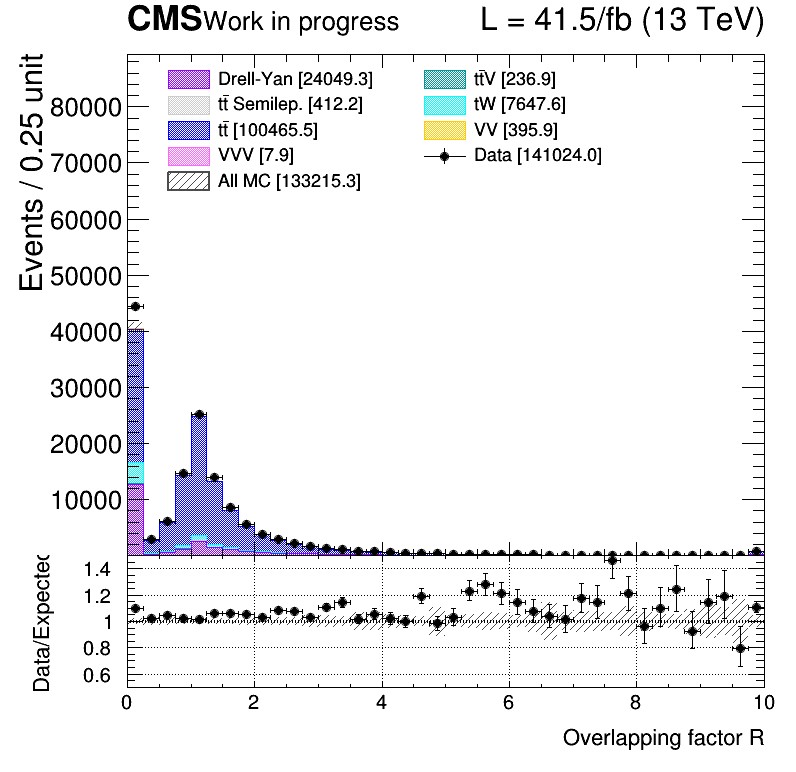 CMS Work in progress L = 41.5/fb (13 TeV)
Events / 0.25 unit
Drell-Yan [24049.3]
tt̄ Semilep. [412.2]
tt̄ [100465.5]
VVV [7.9]
All MC [133215.3]
tt̄V [236.9]
tW [7647.6]
VV [395.9]
Data [141024.0]
80000
70000
60000
50000
40000
30000
20000
10000
Data/Expected
1.4
1.2
1
0.8
0.6
0 2 4 6 8 10
Overlapping factor R